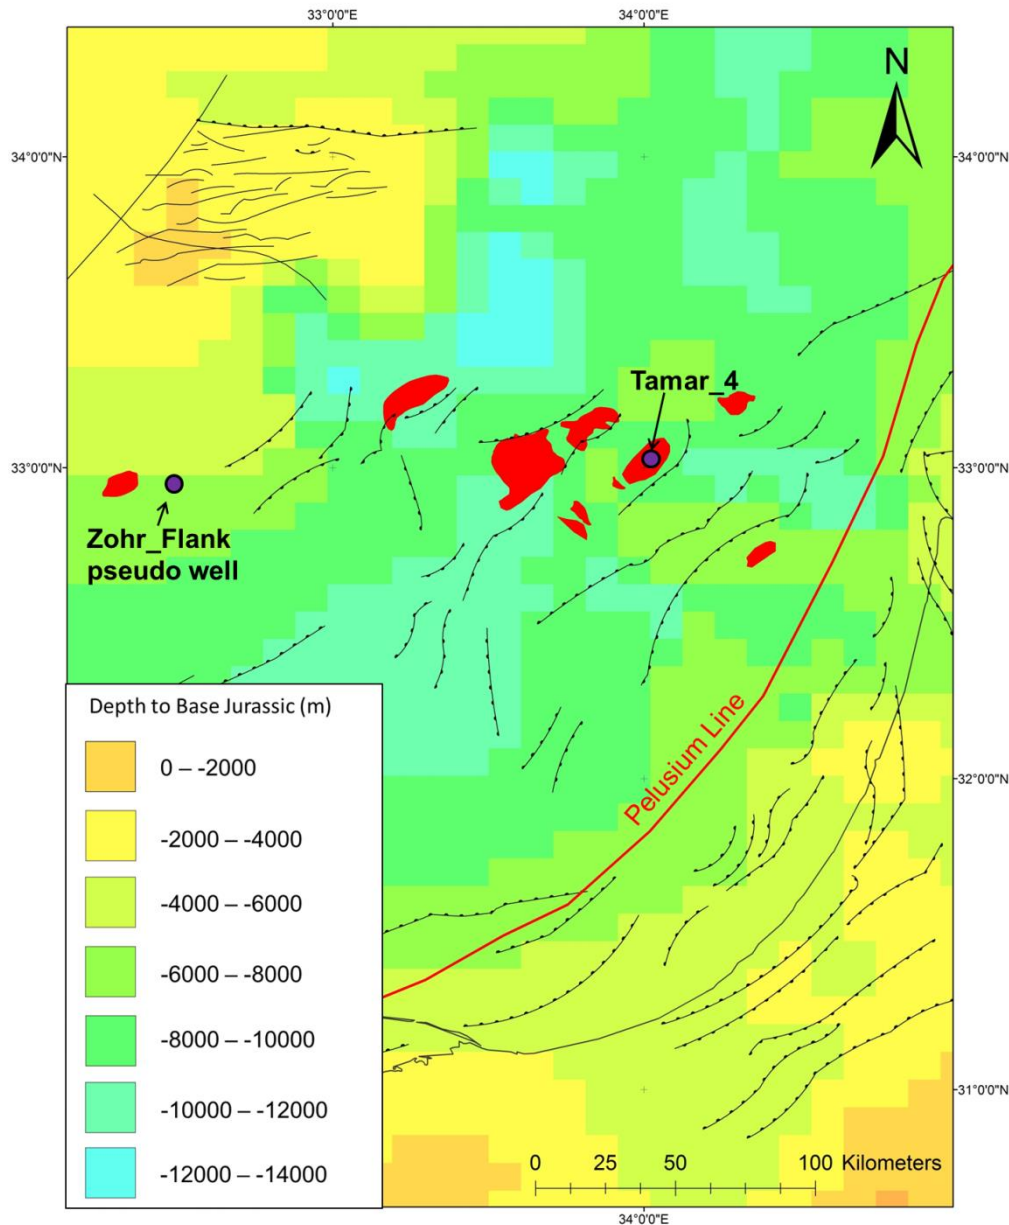 33°0'0"E
34°0'0"E
N
34°0'0"N
34°0'0"N
Tamar_4
33°0'0"N
33°0'0"N
Zohr_Flank
pseudo well
Pelusium Line
Depth to Base Jurassic (m)
0 – -2000
-2000 – -4000
-4000 – -6000
-6000 – -8000
-8000 – -10000
-10000 – -12000
-12000 – -14000
32°0'0"N
31°0'0"N
0 25 50 100 Kilometers
34°0'0"E